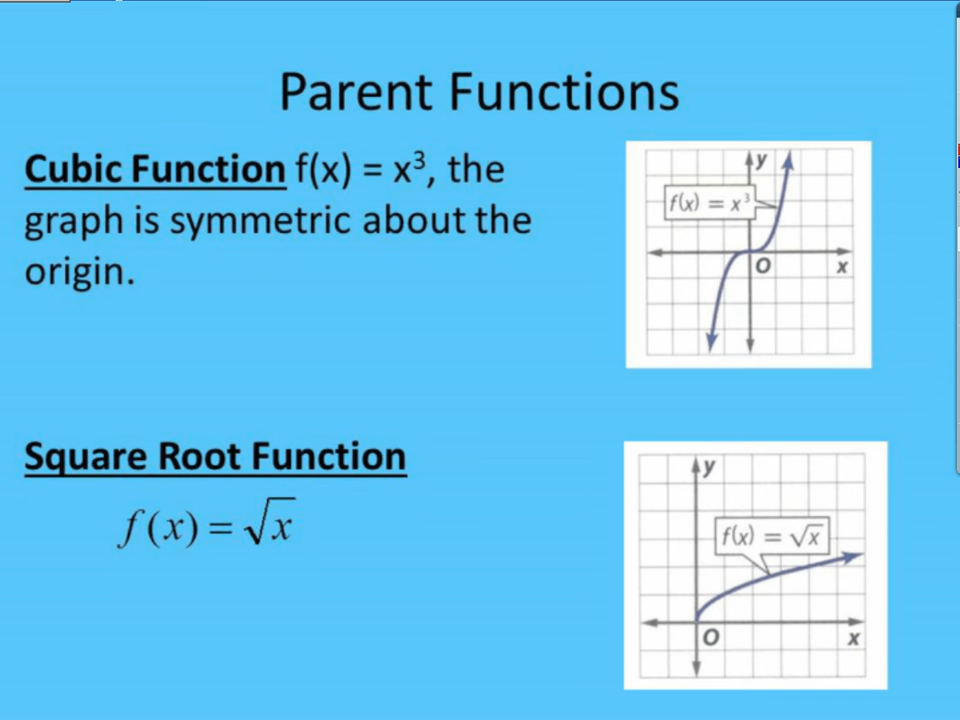 Parent Functions
Cubic Function f(x) = x³, the
graph is symmetric about the
origin.
y
f(x) = x³
O
x
Square Root Function
f(x) = √x
y
f(x) = √x
O
x